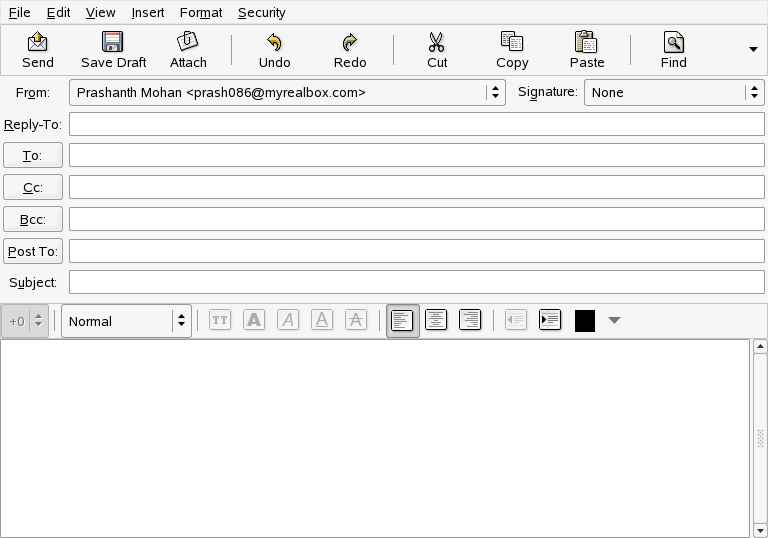 File Edit View Insert Format Security
Send Save Draft Attach Undo Redo Cut Copy Paste Find
From: Prashanth Mohan <prash086@myrealbox.com> Signature: None
Reply-To:
To:
Cc:
Bcc:
Post To:
Subject:
+0 Normal TT A A A A